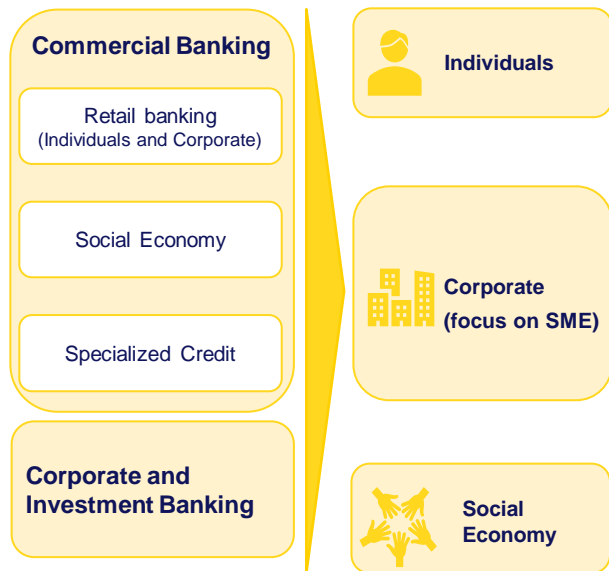 Commercial Banking
Retail banking
(Individuals and Corporate)
Social Economy
Specialized Credit
Corporate and
Investment Banking
Individuals
Corporate
(focus on SME)
Social
Economy